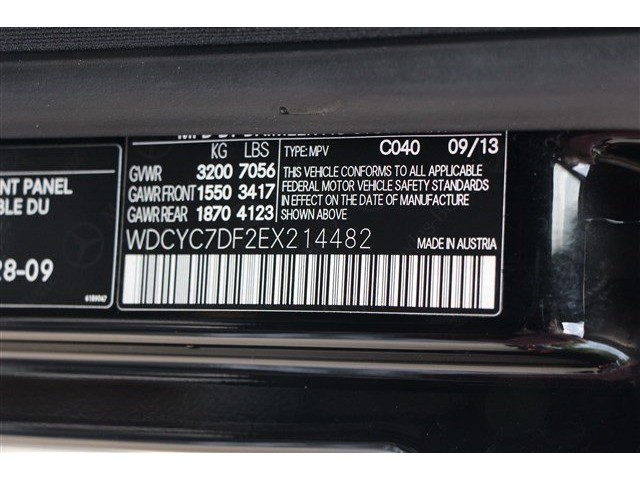 KG LBS
GVWR 3200 7056
GAWR FRONT 1550 3417
GAWR REAR 1870 4123
TYPE: MPV C040 09/13
THIS VEHICLE CONFORMS TO ALL APPLICABLE
FEDERAL MOTOR VEHICLE SAFETY STANDARDS
IN EFFECT ON THE DATE OF MANUFACTURE
SHOWN ABOVE
WDCYC7DF2EX214482 MADE IN AUSTRIA
NT PANEL
BLE DU
28-09